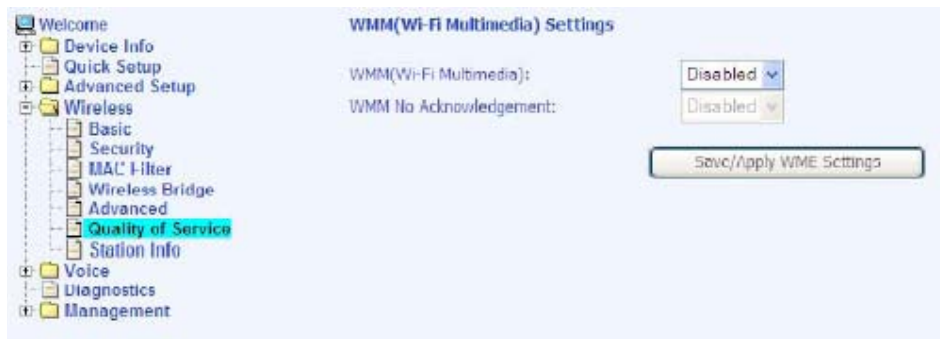 Welcome
Device Info
Quick Setup
Advanced Setup
Wireless
Basic
Security
MAC Filter
Wireless Bridge
Advanced
Quality of Service
Station Info
Voice
Diagnostics
Management
WMM(Wi-Fi Multimedia) Settings
WMM(Wi-Fi Multimedia): Disabled
WMM No Acknowledgement: Disabled
Save/Apply WME Settings